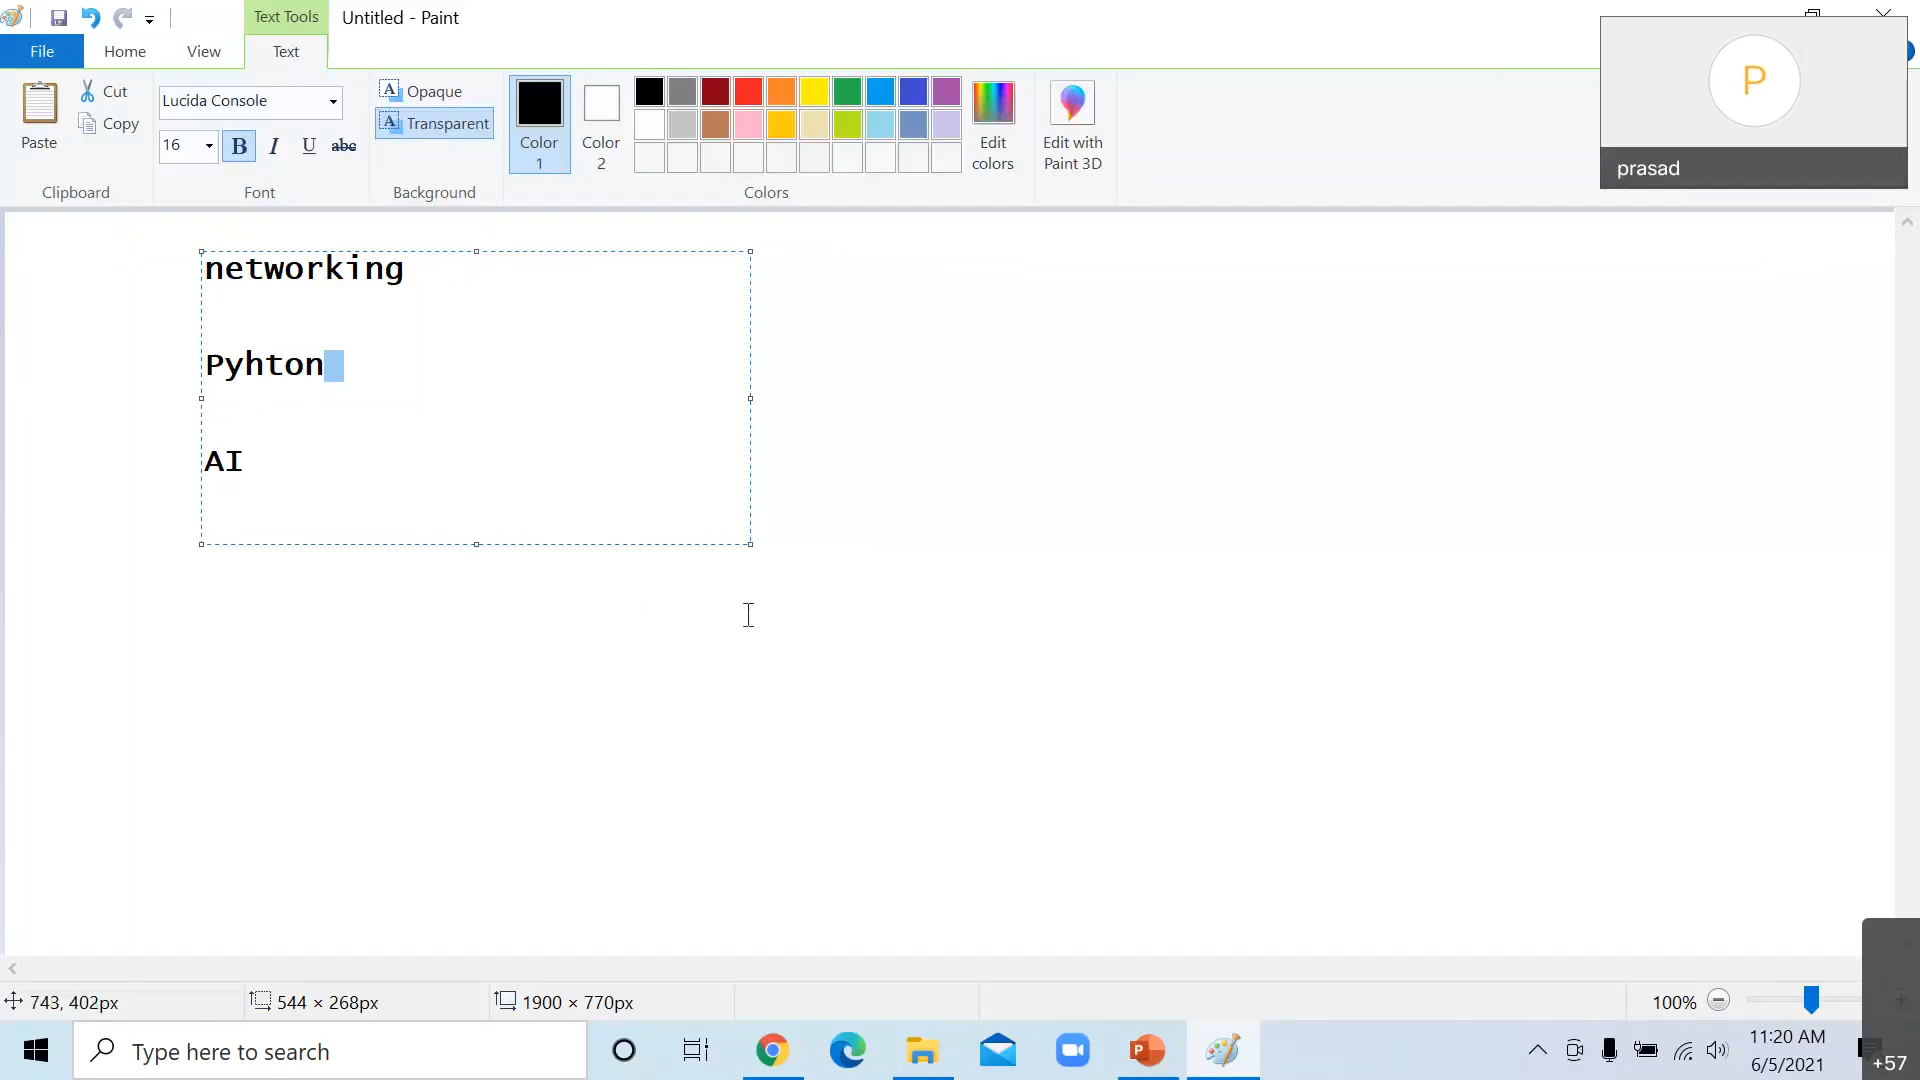 Text Tools
Untitled - Paint
File
Home
View
Text
Paste
Cut
Copy
Clipboard
Lucida Console
16
B
I
U
abc
Font
A Opaque
A Transparent
Background
Color
1
Color
2
Colors
Edit
colors
Edit with
Paint 3D
P
prasad
networking
Pyhton
AI
743, 402px
544 × 268px
1900 × 770px
100%
Type here to search
P
11:20 AM
6/5/2021
+57